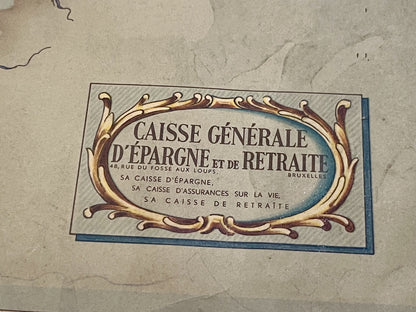 CAISSE GÉNÉRALE
D'ÉPARGNE ET DE RETRAITE
48, RUE DU FOSSE AUX LOUPS, BRUXELLES
SA CAISSE D'ÉPARGNE,
SA CAISSE D'ASSURANCES SUR LA VIE,
SA CAISSE DE RETRAITE